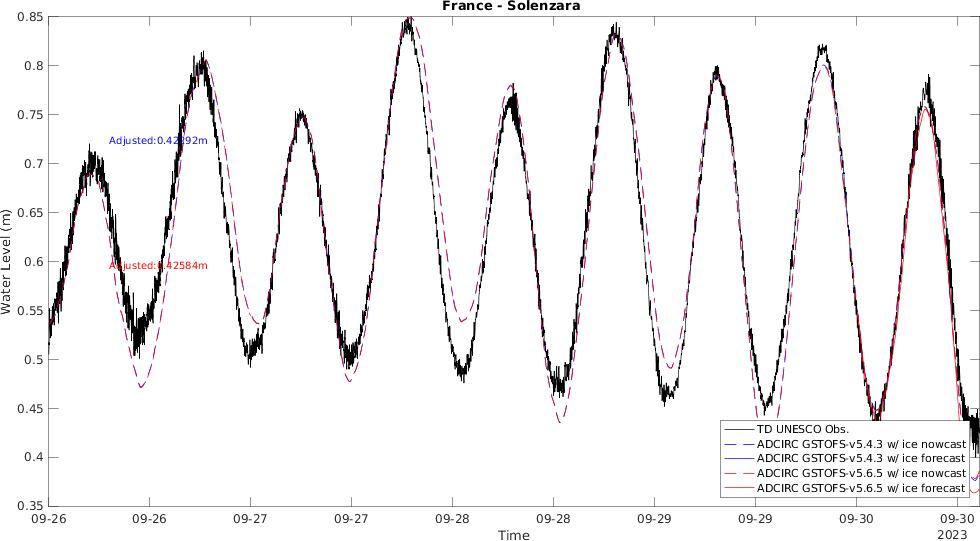 France - Solenzara
0.85
0.8
0.75
0.7
0.65
0.6
0.55
0.5
0.45
0.4
0.35
Water Level (m)
Adjusted:0.42292m
Adjusted:0.42584m
TD UNESCO Obs.
ADCIRC GSTOFS-v5.4.3 w/ ice nowcast
ADCIRC GSTOFS-v5.4.3 w/ ice forecast
ADCIRC GSTOFS-v5.6.5 w/ ice nowcast
ADCIRC GSTOFS-v5.6.5 w/ ice forecast
09-26 09-26 09-27 09-27 09-28 09-28 09-29 09-29 09-30 09-30
Time 2023